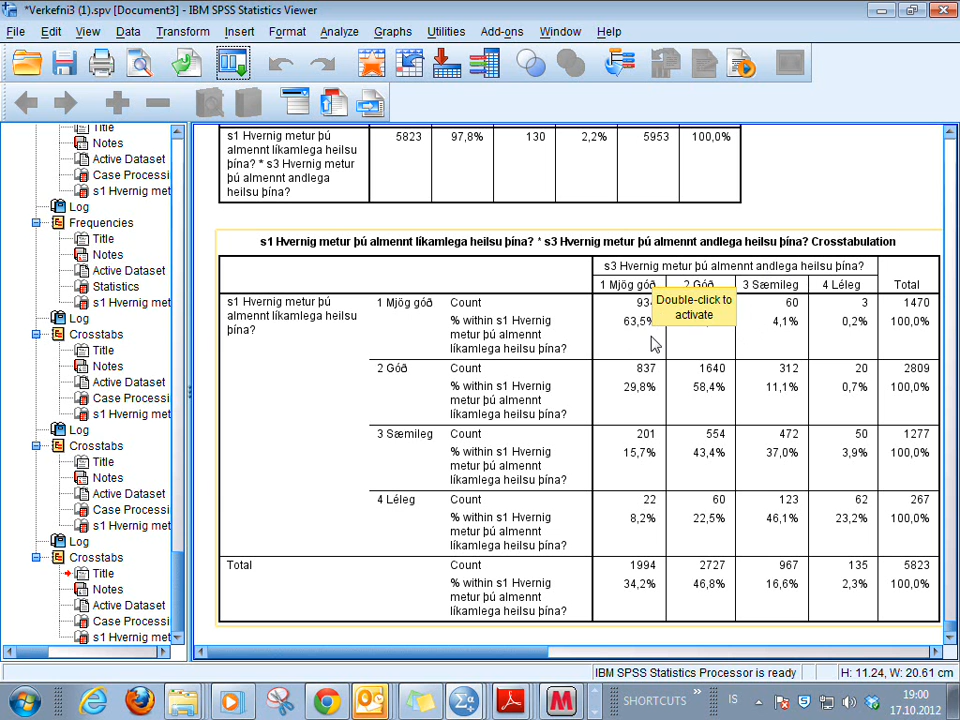 *Verkefni3 (1).spv [Document3] - IBM SPSS Statistics Viewer
File Edit View Data Transform Insert Format Analyze Graphs Utilities Add-ons Window Help
Title
Notes
Active Dataset
Case Processi
s1 Hvernig met
Log
Frequencies
Title
Notes
Active Dataset
Statistics
s1 Hvernig met
Log
Crosstabs
Title
Notes
Active Dataset
Case Processi
s1 Hvernig met
Log
Crosstabs
Title
Notes
Active Dataset
Case Processi
s1 Hvernig met
Log
Crosstabs
Title
Notes
Active Dataset
Case Processi
s1 Hvernig met
s1 Hvernig metur þú 5823 97,8% 130 2,2% 5953 100,0%
almennt líkamlega heilsu
þína? * s3 Hvernig metur
þú almennt andlega
heilsu þína?
s1 Hvernig metur þú almennt líkamlega heilsu þína? * s3 Hvernig metur þú almennt andlega heilsu þína? Crosstabulation
s3 Hvernig metur þú almennt andlega heilsu þína?
1 Mjög góð 2 Góð 3 Sæmileg 4 Léleg Total
Double-click to
activate
s1 Hvernig metur þú 1 Mjög góð Count 60 3 1470
almennt líkamlega heilsu
þína?
% within s1 Hvernig 63,5% 4,1% 0,2% 100,0%
metur þú almennt
líkamlega heilsu þína?
2 Góð Count 837 1640 312 20 2809
% within s1 Hvernig 29,8% 58,4% 11,1% 0,7% 100,0%
metur þú almennt
líkamlega heilsu þína?
3 Sæmileg Count 201 554 472 50 1277
% within s1 Hvernig 15,7% 43,4% 37,0% 3,9% 100,0%
metur þú almennt
líkamlega heilsu þína?
4 Léleg Count 22 60 123 62 267
% within s1 Hvernig 8,2% 22,5% 46,1% 23,2% 100,0%
metur þú almennt
líkamlega heilsu þína?
Total Count 1994 2727 967 135 5823
% within s1 Hvernig 34,2% 46,8% 16,6% 2,3% 100,0%
metur þú almennt
líkamlega heilsu þína?
IBM SPSS Statistics Processor is ready H: 11.24, W: 20.61 cm
SHORTCUTS » IS 19:00
17.10.2012